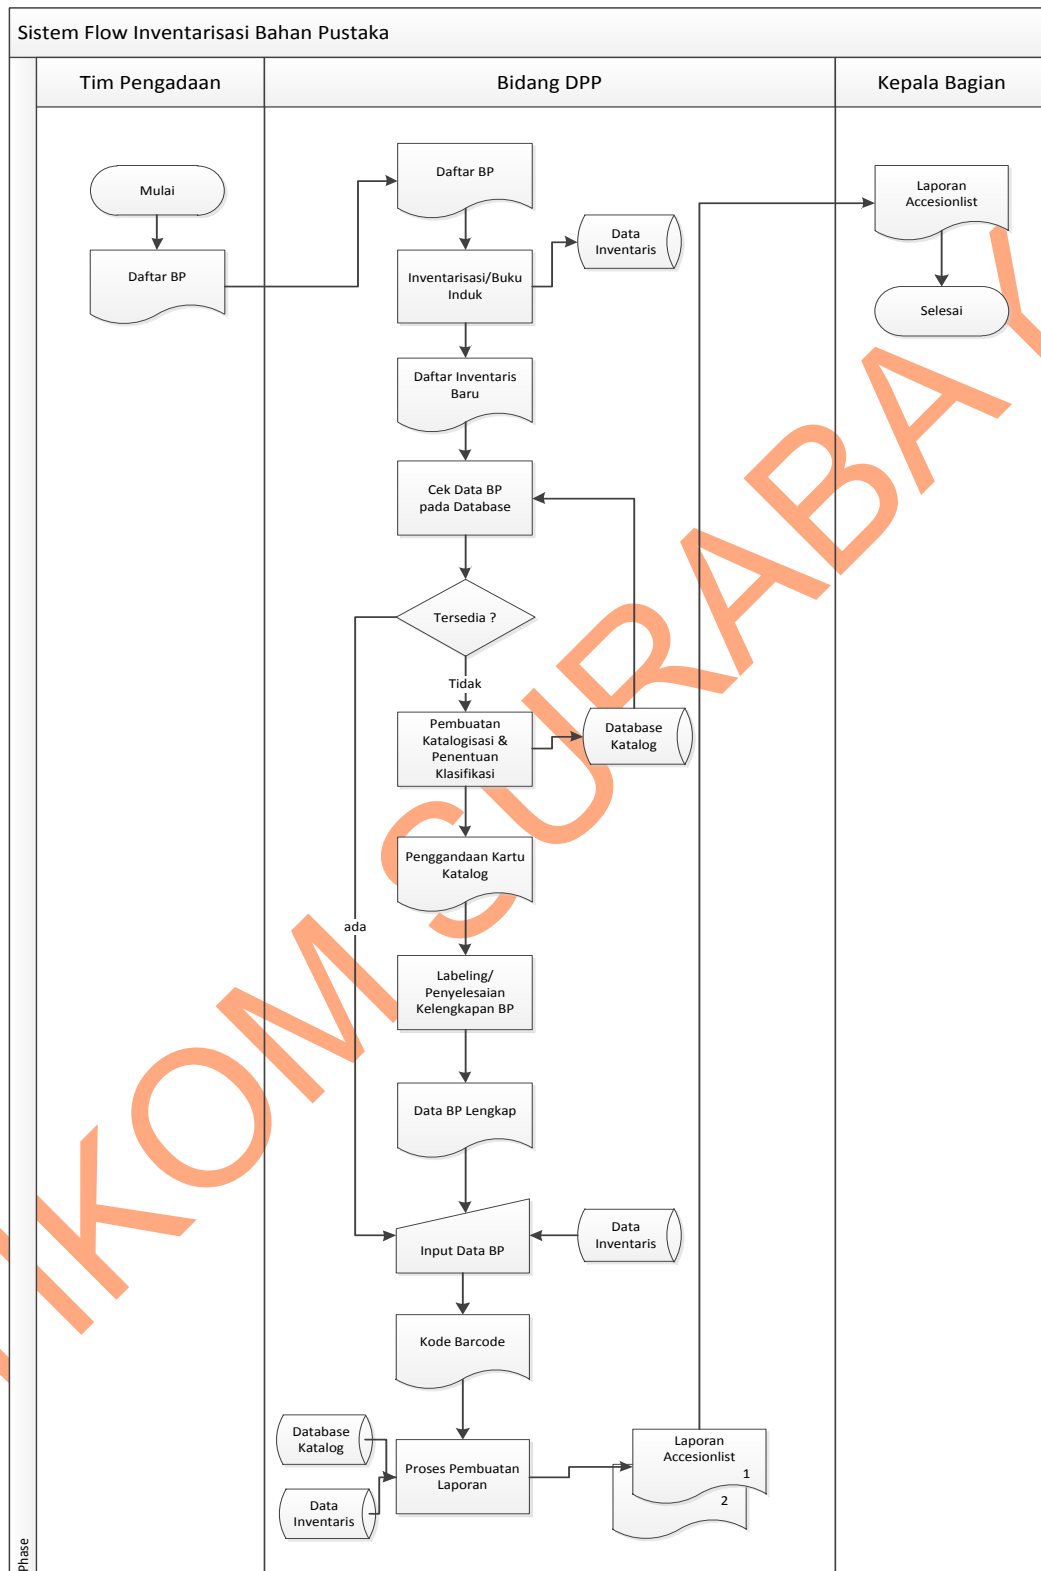 Sistem Flow Inventarisasi Bahan Pustaka
Tim Pengadaan
Bidang DPP
Kepala Bagian
Mulai
Daftar BP
Daftar BP
Inventarisasi/Buku
Induk
Data
Inventaris
Daftar Inventaris
Baru
Cek Data BP
pada Database
Tersedia ?
Tidak
Pembuatan
Katalogisasi &
Penentuan
Klasifikasi
Database
Katalog
Penggandaan Kartu
Katalog
ada
Labeling/
Penyelesaian
Kelengkapan BP
Data BP Lengkap
Input Data BP
Data
Inventaris
Kode Barcode
Database
Katalog
Data
Inventaris
Proses Pembuatan
Laporan
Laporan
Accesionlist
1
2
Laporan
Accesionlist
Selesai
Phase
IKOM SURABAY